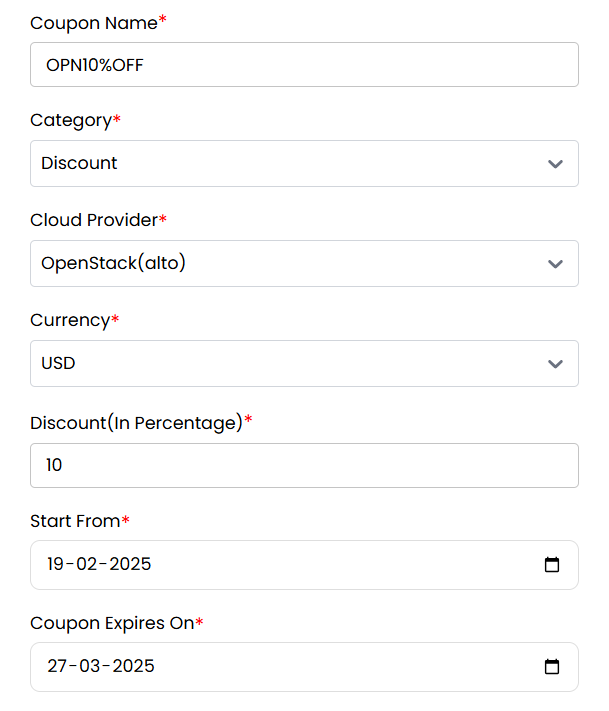 Coupon Name*
OPN10%OFF
Category*
Discount
Cloud Provider*
OpenStack(alto)
Currency*
USD
Discount(In Percentage)*
10
Start From*
19-02-2025
Coupon Expires On*
27-03-2025